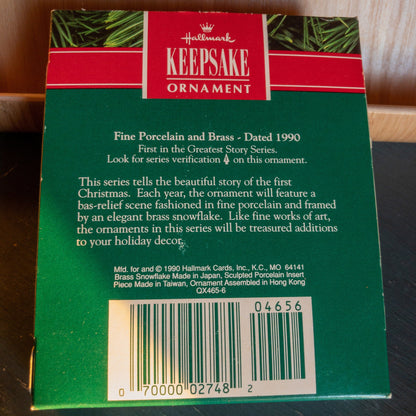 Hallmark
KEEPSAKE
ORNAMENT
Fine Porcelain and Brass - Dated 1990
First in the Greatest Story Series.
Look for series verification on this ornament.
This series tells the beautiful story of the first
Christmas. Each year, the ornament will feature a
bas-relief scene fashioned in fine porcelain and framed
by an elegant brass snowflake. Like fine works of art,
the ornaments in this series will be treasured additions
to your holiday decor.
Mfd. for and © 1990 Hallmark Cards, Inc., K.C., MO 64141
Brass Snowflake Made in Japan, Sculpted Porcelain Insert
Piece Made in Taiwan, Ornament Assembled in Hong Kong
QX465-6
04656
0 70000 02748 2